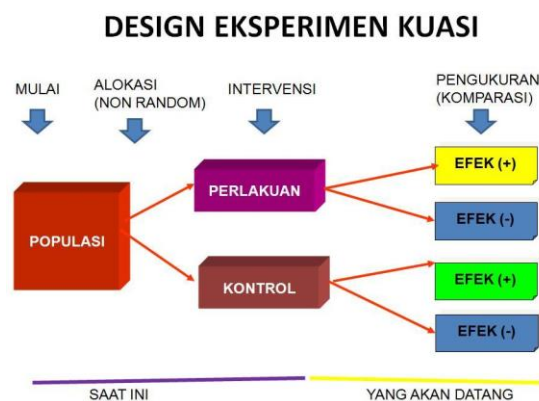 DESIGN EKSPERIMEN KUASI
MULAI
ALOKASI
(NON RANDOM)
INTERVENSI
PENGUKURAN
(KOMPARASI)
POPULASI
PERLAKUAN
KONTROL
EFEK (+)
EFEK (-)
EFEK (+)
EFEK (-)
SAAT INI
YANG AKAN DATANG